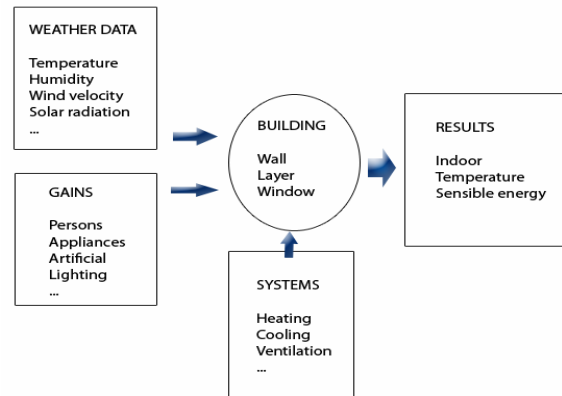 WEATHER DATA
Temperature
Humidity
Wind velocity
Solar radiation
...
GAINS
Persons
Appliances
Artificial
Lighting
...
BUILDING
Wall
Layer
Window
SYSTEMS
Heating
Cooling
Ventilation
...
RESULTS
Indoor
Temperature
Sensible energy